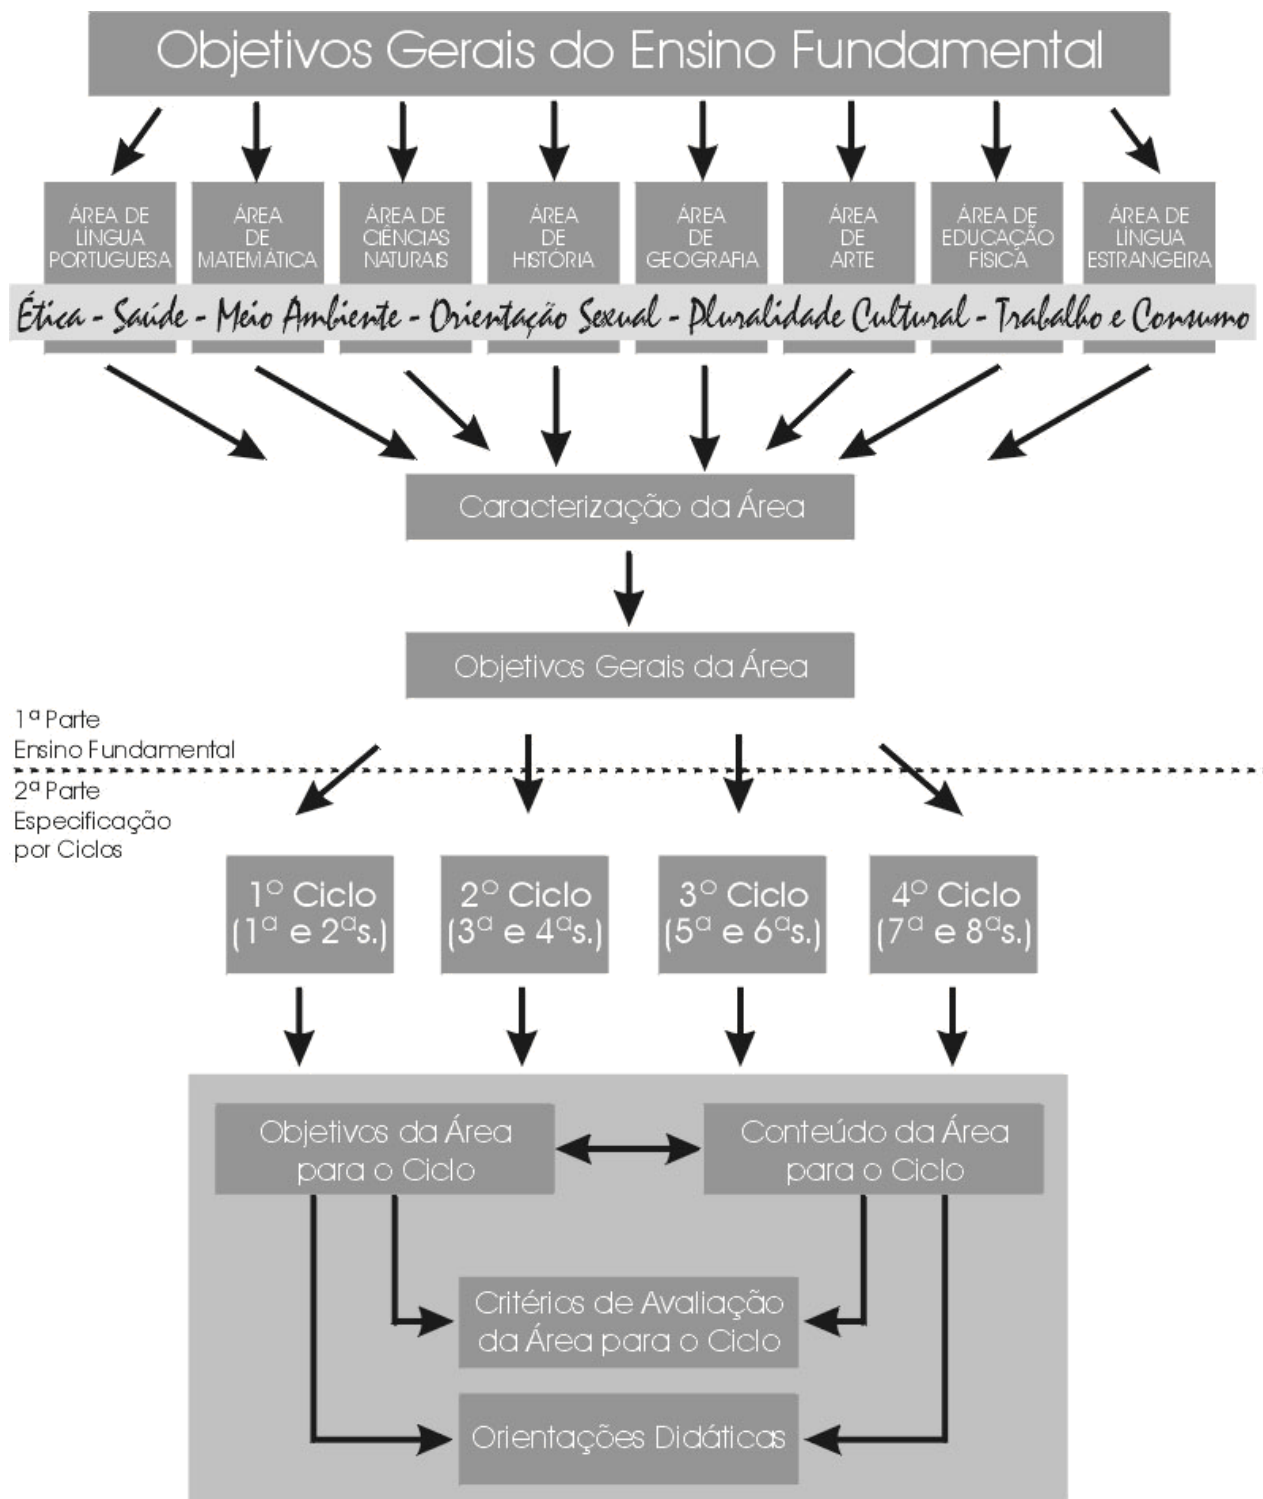 Objetivos Gerais do Ensino Fundamental
ÁREA DE
LÍNGUA
PORTUGUESA
ÁREA
DE
MATEMÁTICA
ÁREA DE
CIÊNCIAS
NATURAIS
ÁREA
DE
HISTÓRIA
ÁREA
DE
GEOGRAFIA
ÁREA
DE
ARTE
ÁREA DE
EDUCAÇÃO
FÍSICA
ÁREA DE
LÍNGUA
ESTRANGEIRA
Ética - Saúde - Meio Ambiente - Orientação Sexual - Pluralidade Cultural - Trabalho e Consumo
Caracterização da Área
Objetivos Gerais da Área
1ª Parte
Ensino Fundamental
2ª Parte
Especificação
por Ciclos
1º Ciclo
(1ª e 2ªs.)
2º Ciclo
(3ª e 4ªs.)
3º Ciclo
(5ª e 6ªs.)
4º Ciclo
(7ª e 8ªs.)
Objetivos da Área
para o Ciclo
Conteúdo da Área
para o Ciclo
Critérios de Avaliação
da Área para o Ciclo
Orientações Didáticas